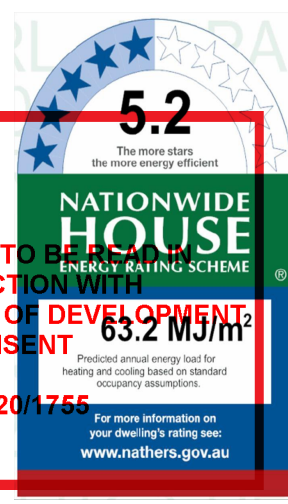 5.2
The more stars
the more energy efficient
NATIONWIDE
HOUSE
ENERGY RATING SCHEME ®
TO BE READ IN
CTION WITH
OF DEVELOPMENT
NSENT
63.2 MJ/m²
Predicted annual energy load for
heating and cooling based on standard
occupancy assumptions.
20/1755
For more information on
your dwelling's rating see:
www.nathers.gov.au